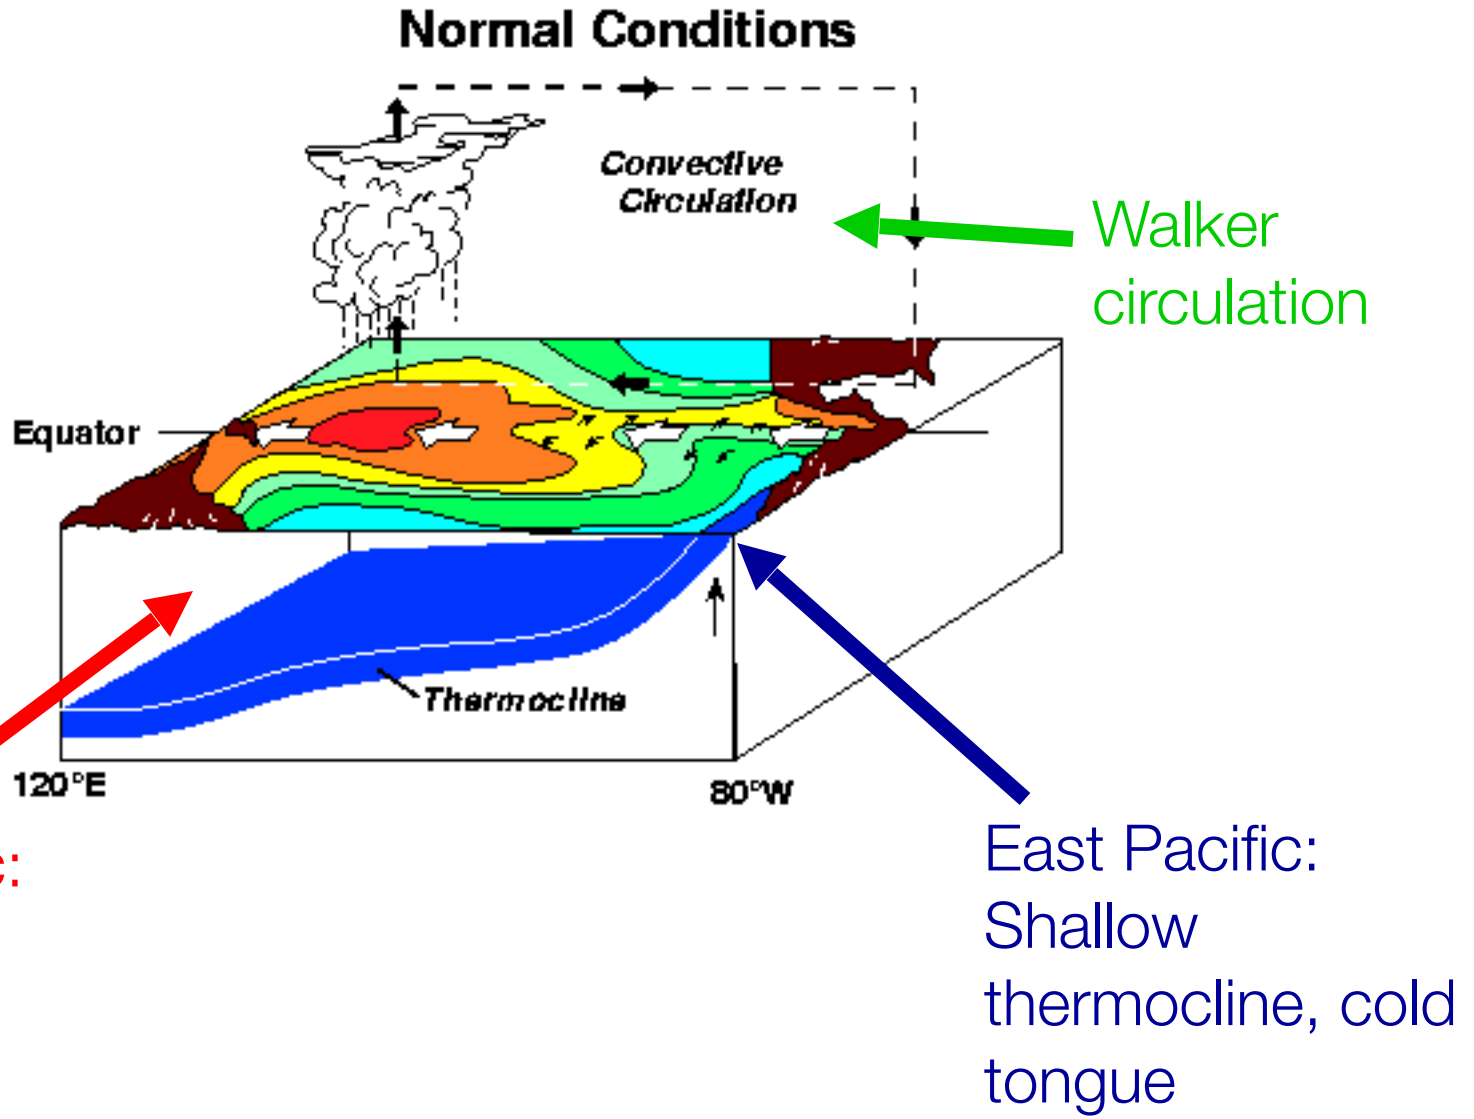 Normal Conditions
Convective
Circulation
Walker
circulation
Equator
Thermocline
120°E
80°W
c:
East Pacific:
Shallow
thermocline, cold
tongue